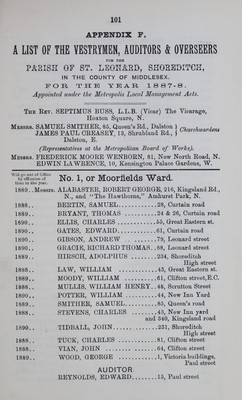 101
APPENDIX F.
A LIST OF THE VESTRYMEN, AUDITORS & OVERSEERS
FOR THE
PARISH OF ST. LEONARD, SHOREDITCH,
IN THE COUNTY OF MIDDLESEX,
FOR THE YEAR 1887-8.
Appointed under the Metropolis Local Management Acts.
THE REV. SEPTIMUS BUSS, L.L.B. (Vicar) The Vicarage,
Hoxton Square, N.
MESSRS. SAMUEL SMITHER, 85, Queen's Rd., Dalston } Churchwardens
JAMES PAUL CREASEY, 13, Shrubland Rd.,
Dalston, E.
(Representatives at the Metropolitan Board of Works).
MESSRS. FREDERICK MOORE WENBORN, 81, New North Road, N.
EDWIN LAWRENCE, 10, Kensington Palace Gardens, W.
Will go out of Office by effluxion of time in the year.
No. 1, or Moorfields Ward.
1889.. MESSRS. ALABASTER, ROBERT GEORGE, 216, Kingsland Rd.,
N., and "The Hawthorns," Amhurst Park, N.
1888.. BERTIN, SAMUEL............28, Curtain road
1889.. BRYANT, THOMAS............24 & 26, Curtain road
1890.. ELLIS, CHARLES............55, Great Eastern st.
1890.. GATES, EDWARD............61, Curtain road
1890.. GIBSON, ANDREW............79, Leonard street
1890.. GRACIE, RICHARD THOMAS..88, Leonard street
1889.. HIRSCH, ADOLPHUS............234, Shoreditch
High street
1888.. LAW, WILLIAM............43, Great Eastern st.
1889.. MOODY, WILLIAM............61, Clifton street, E.C.
1888.. MULLIS, WILLIAM HENRY..48, Scrutton Street
1890.. POTTER, WILLIAM............44, New Inn Yard
1889.. SMITHER, SAMUEL............85, Queen's road
1888.. STEVENS, CHARLES............43, New Inn yard
and 340, Kingsland road
1890.. TIDBALL, JOHN............231, Shoreditch
High street
1888.. TUCK, CHARLES............81, Clifton street
1888.. VIAN, JOHN............64, Clifton street
1889.. WOOD, GEORGE............1, Victoria buildings,
Paul street
AUDITOR.
REYNOLDS, EDWARD............15, Paul street